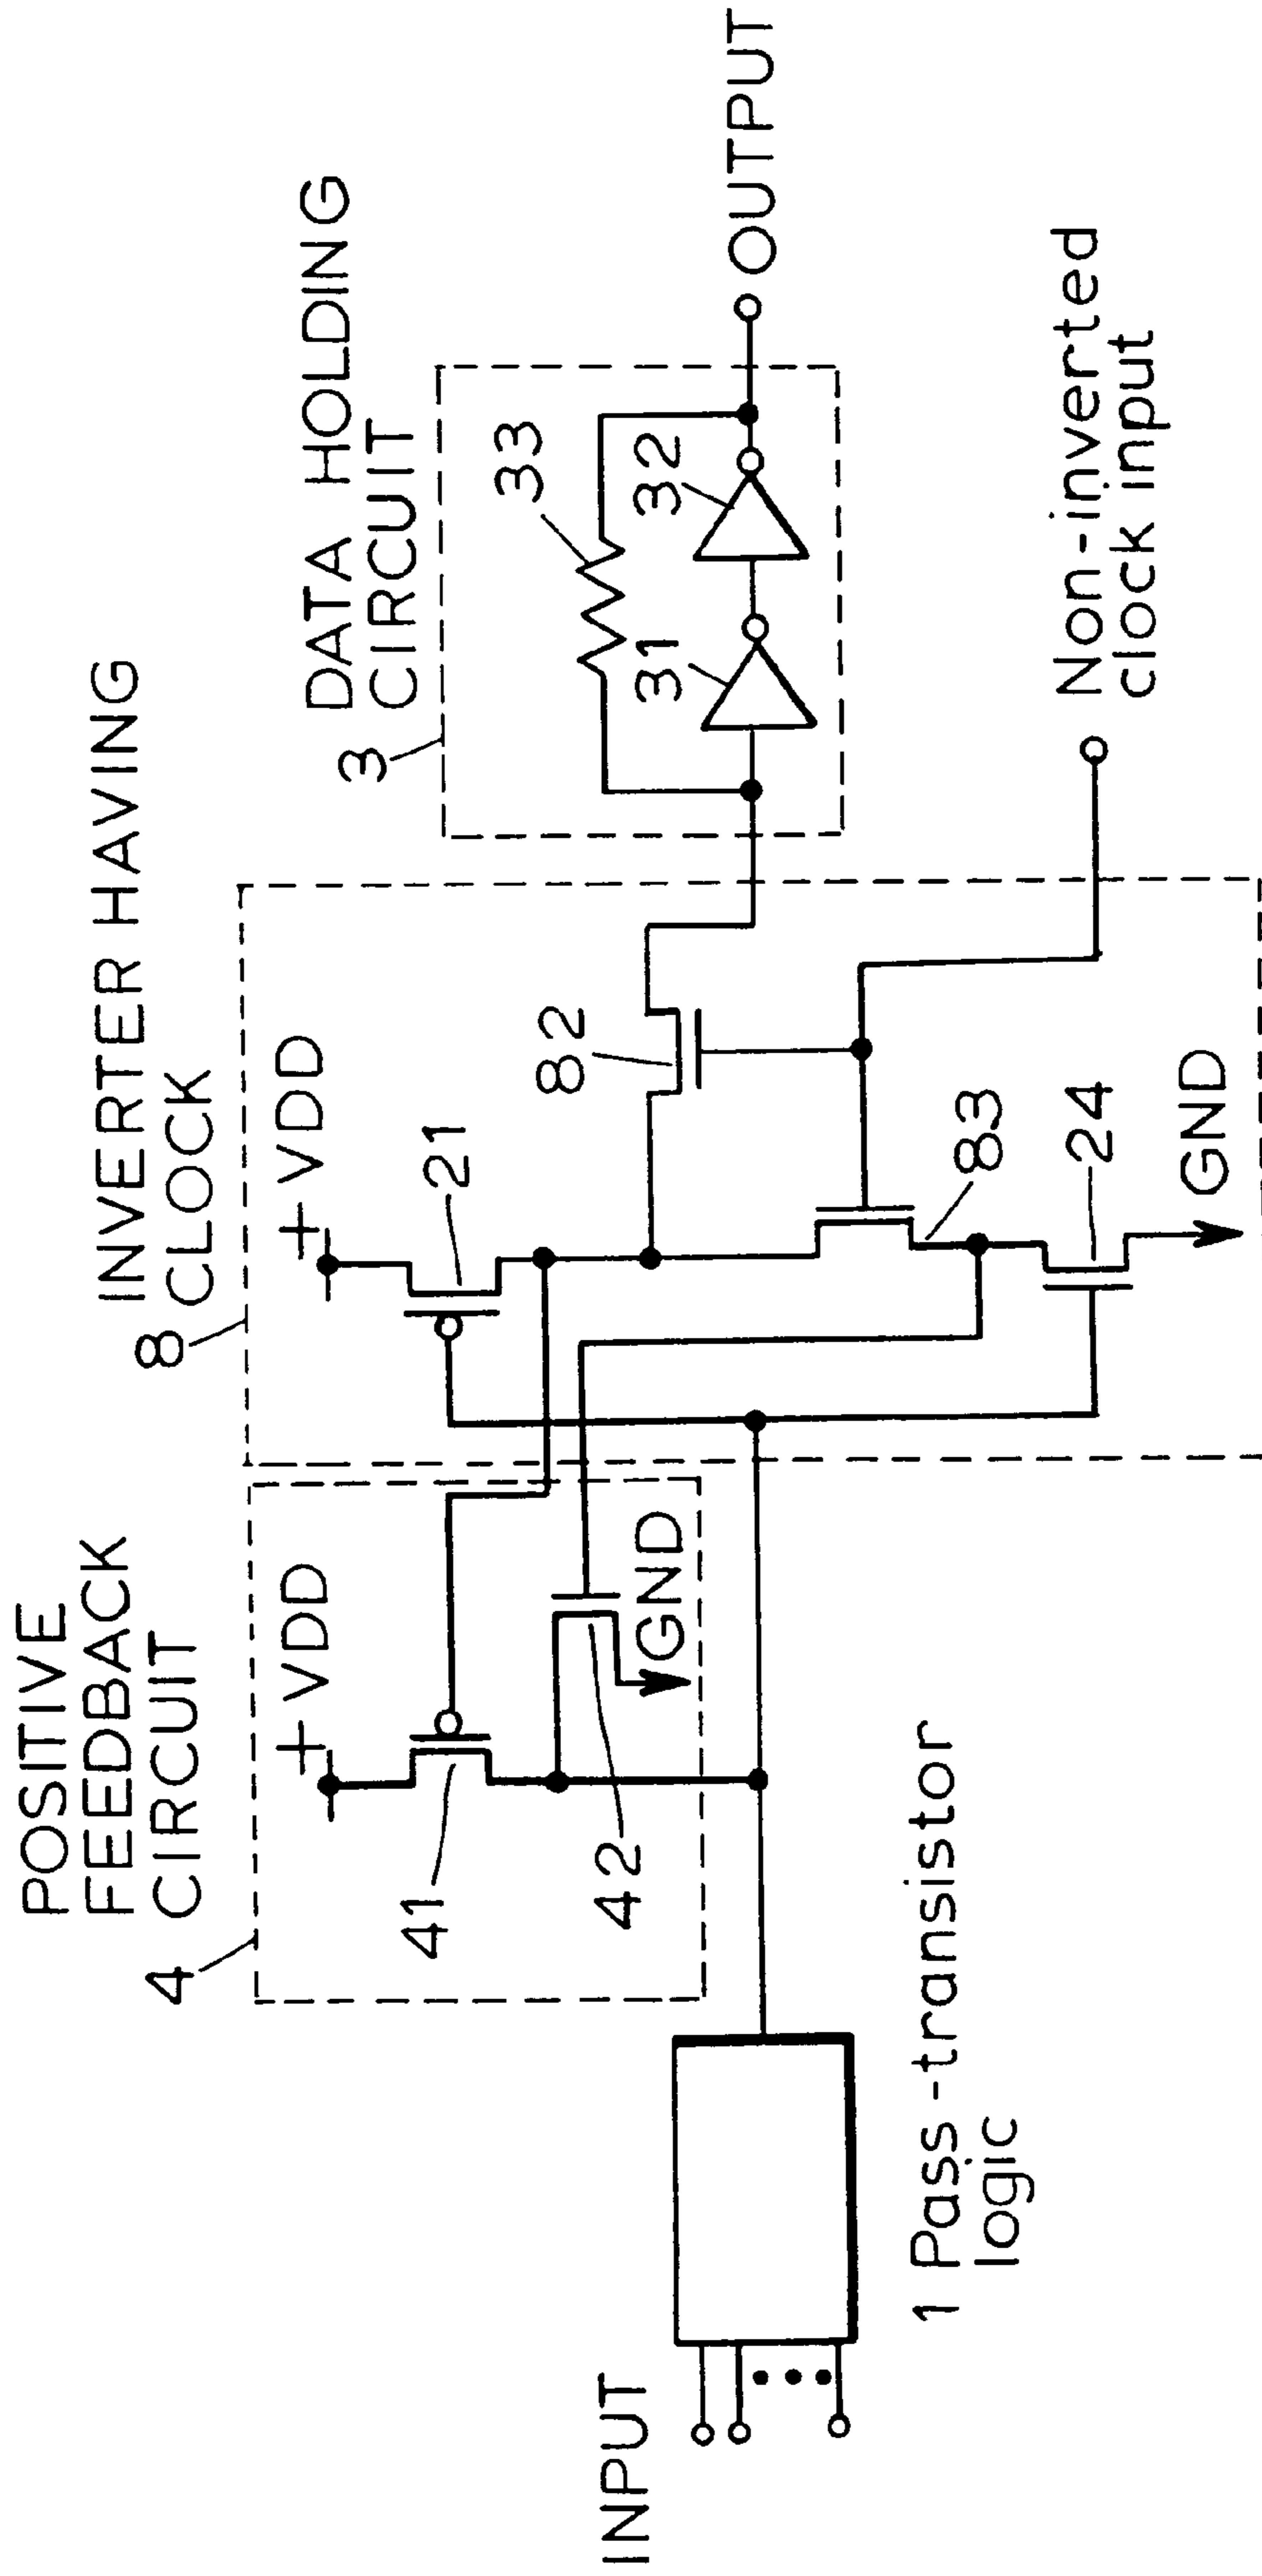 POSITIVE
FEEDBACK
CIRCUIT
4
+VDD
41
42
GND
INVERTER HAVING
CLOCK
8
+VDD
21
82
83
24
GND
DATA HOLDING
CIRCUIT
3
33
31
32
OUTPUT
Non-inverted
clock input
INPUT
1 Pass-transistor
logic